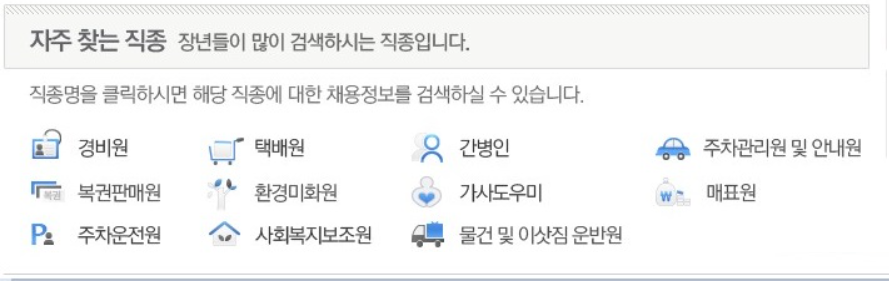 자주 찾는 직종 장년들이 많이 검색하시는 직종입니다.
직종명을 클릭하시면 해당 직종에 대한 채용정보를 검색하실 수 있습니다.
경비원 택배원 간병인 주차관리원 및 안내원
복권 복권판매원 환경미화원 가사도우미 W 매표원
P 주차운전원 사회복지보조원 물건 및 이삿짐 운반원